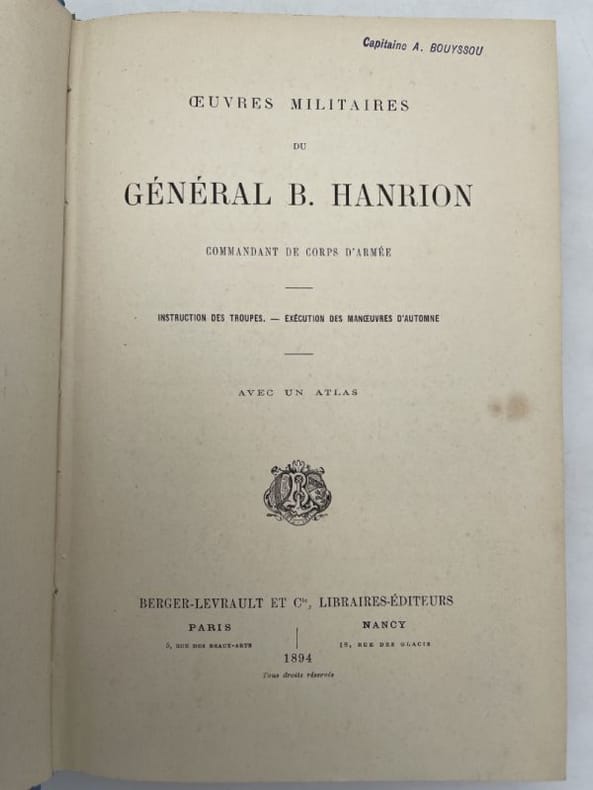 Capitaine A. BOUYSSOU
ŒUVRES MILITAIRES
DU
GÉNÉRAL B. HANRION
COMMANDANT DE CORPS D'ARMÉE
INSTRUCTION DES TROUPES. — EXÉCUTION DES MANŒUVRES D'AUTOMNE
AVEC UN ATLAS
BERGER-LEVRAULT ET Cie, LIBRAIRES-ÉDITEURS
PARIS
5, RUE DES BEAUX-ARTS
NANCY
18, RUE DES GLACIS
1894
Tous droits réservés